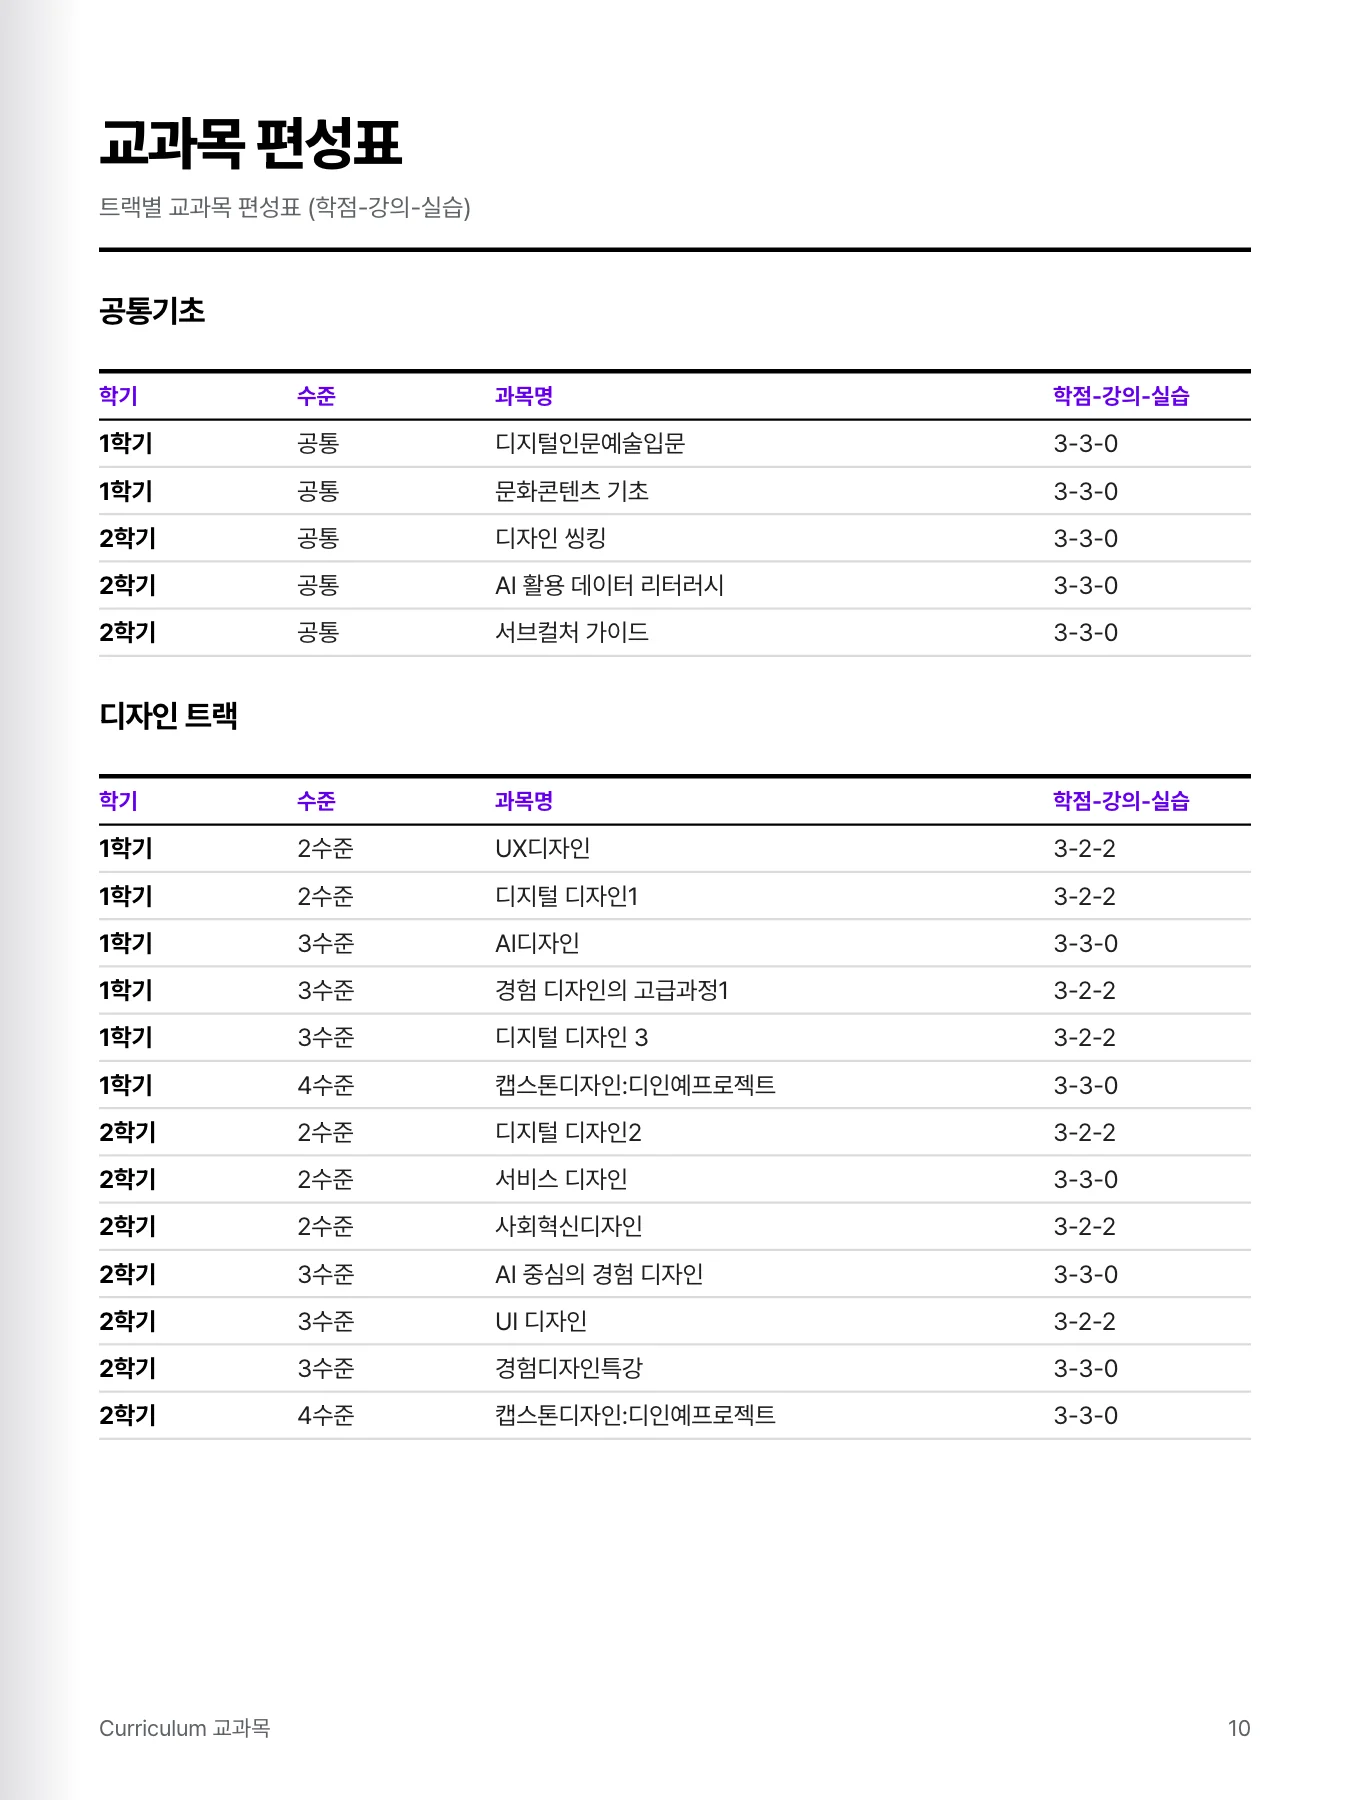 교과목 편성표
트랙별 교과목 편성표 (학점-강의-실습)
공통기초
학기 수준 과목명 학점-강의-실습
1학기 공통 디지털인문예술입문 3-3-0
1학기 공통 문화콘텐츠 기초 3-3-0
2학기 공통 디자인 씽킹 3-3-0
2학기 공통 AI 활용 데이터 리터러시 3-3-0
2학기 공통 서브컬처 가이드 3-3-0
디자인 트랙
학기 수준 과목명 학점-강의-실습
1학기 2수준 UX디자인 3-2-2
1학기 2수준 디지털 디자인1 3-2-2
1학기 3수준 AI디자인 3-3-0
1학기 3수준 경험 디자인의 고급과정1 3-2-2
1학기 3수준 디지털 디자인 3 3-2-2
1학기 4수준 캡스톤디자인:디인예프로젝트 3-3-0
2학기 2수준 디지털 디자인2 3-2-2
2학기 2수준 서비스 디자인 3-3-0
2학기 2수준 사회혁신디자인 3-2-2
2학기 3수준 AI 중심의 경험 디자인 3-3-0
2학기 3수준 UI 디자인 3-2-2
2학기 3수준 경험디자인특강 3-3-0
2학기 4수준 캡스톤디자인:디인예프로젝트 3-3-0
Curriculum 교과목 10